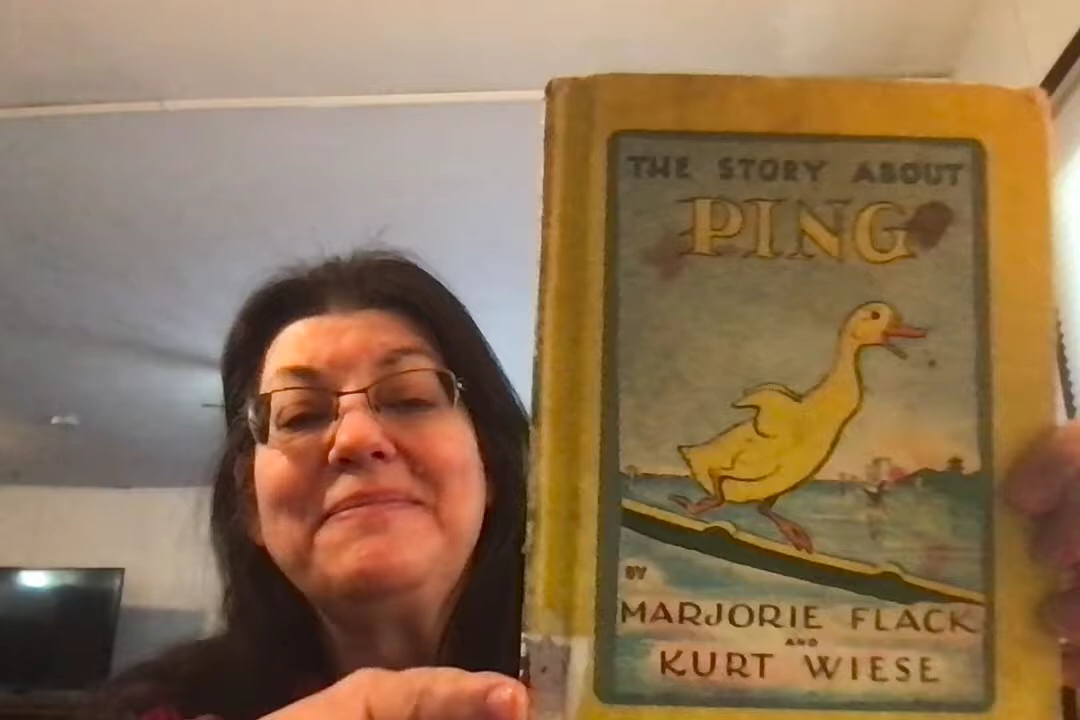 THE STORY ABOUT
PING
BY
MARJORIE FLACK
AND
KURT WIESE